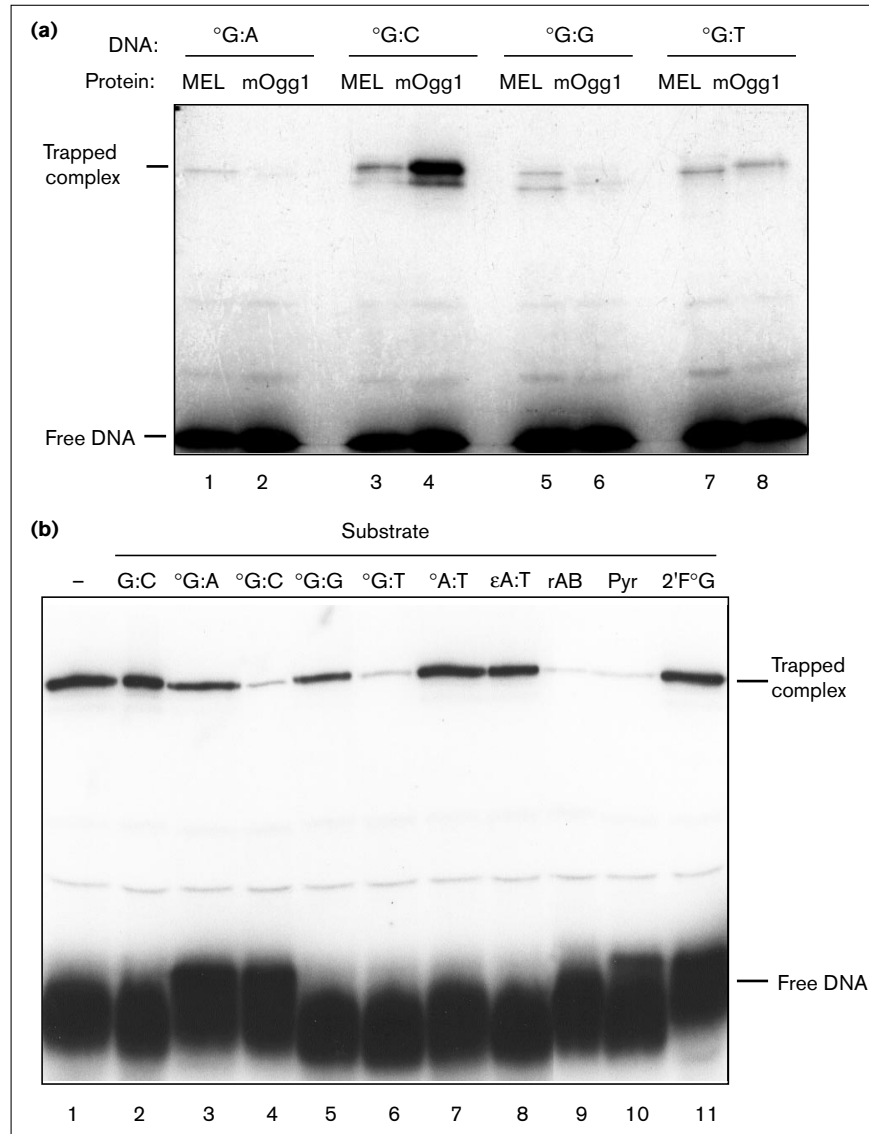 (a)
DNA: °G:A °G:C °G:G °G:T
Protein: MEL mOgg1 MEL mOgg1 MEL mOgg1 MEL mOgg1
Trapped complex
Free DNA
1 2 3 4 5 6 7 8
(b)
Substrate
– G:C °G:A °G:C °G:G °G:T °A:T εA:T rAB Pyr 2'F°G
Trapped complex
Free DNA
1 2 3 4 5 6 7 8 9 10 11